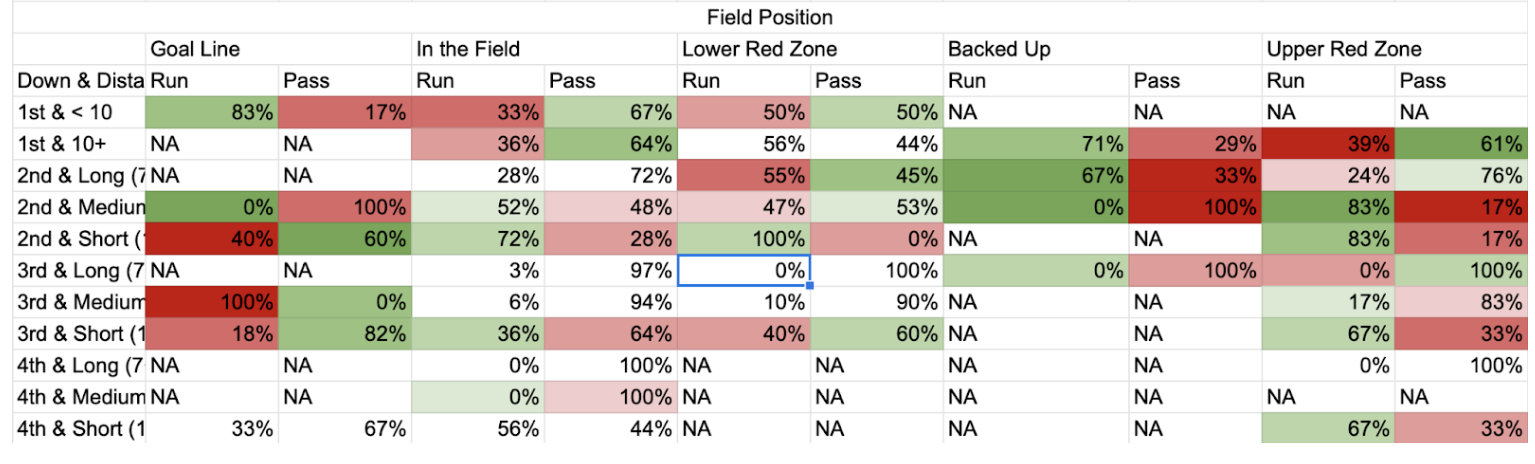 Field Position
Goal Line In the Field Lower Red Zone Backed Up Upper Red Zone
Down & Dista Run Pass Run Pass Run Pass Run Pass Run Pass
1st & < 10 83% 17% 33% 67% 50% 50% NA NA NA NA
1st & 10+ NA NA 36% 64% 56% 44% 71% 29% 39% 61%
2nd & Long (7 NA NA 28% 72% 55% 45% 67% 33% 24% 76%
2nd & Medium 0% 100% 52% 48% 47% 53% 0% 100% 83% 17%
2nd & Short (1 40% 60% 72% 28% 100% 0% NA NA 83% 17%
3rd & Long (7 NA NA 3% 97% 0% 100% 0% 100% 0% 100%
3rd & Medium 100% 0% 6% 94% 10% 90% NA NA 17% 83%
3rd & Short (1 18% 82% 36% 64% 40% 60% NA NA 67% 33%
4th & Long (7 NA NA 0% 100% NA NA NA NA 0% 100%
4th & Medium NA NA 0% 100% NA NA NA NA NA NA
4th & Short (1 33% 67% 56% 44% NA NA NA NA 67% 33%